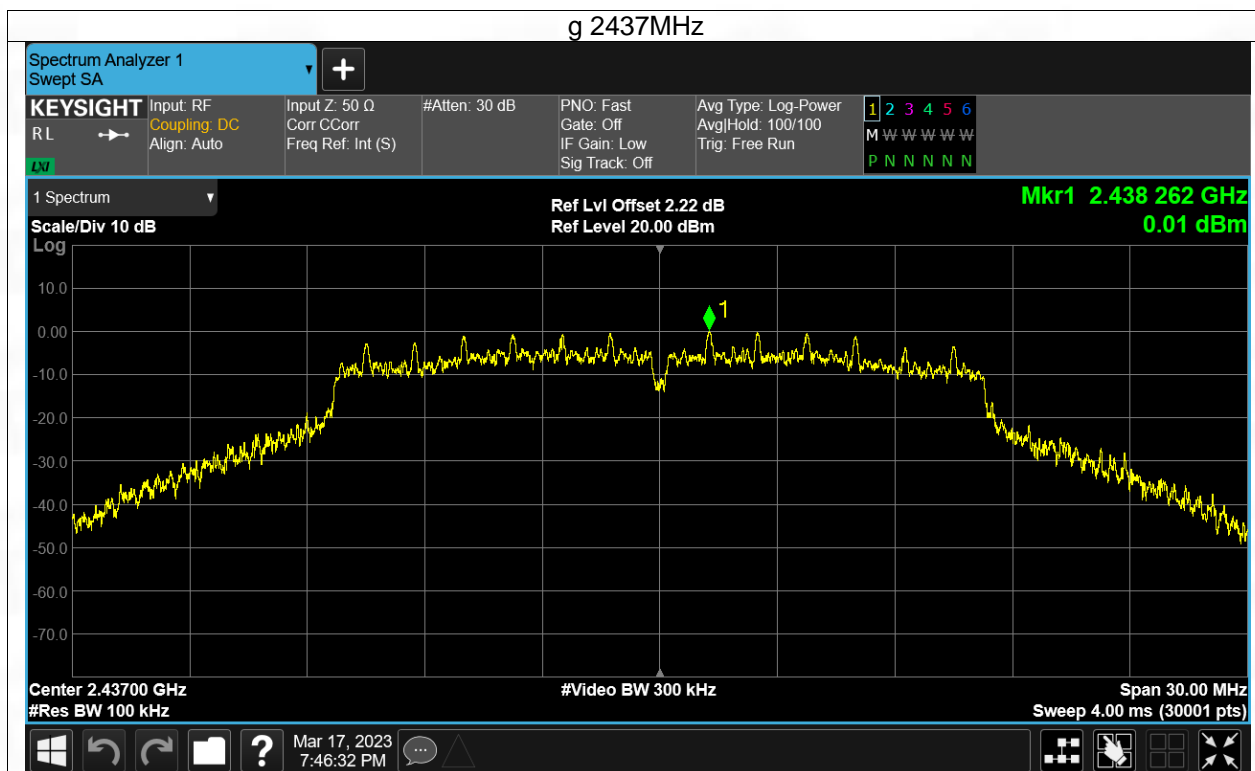 g 2437MHz
Spectrum Analyzer 1
Swept SA
KEYSIGHT
RL
LXI
Input: RF
Coupling: DC
Align: Auto
Input Z: 50 Ω
Corr CCorr
Freq Ref: Int (S)
#Atten: 30 dB
PNO: Fast
Gate: Off
IF Gain: Low
Sig Track: Off
Avg Type: Log-Power
Avg|Hold: 100/100
Trig: Free Run
1 2 3 4 5 6
M W W W W W
P N N N N N
1 Spectrum
Scale/Div 10 dB
Ref Lvl Offset 2.22 dB
Ref Level 20.00 dBm
Mkr1 2.438 262 GHz
0.01 dBm
Log
10.0
0.00
-10.0
-20.0
-30.0
-40.0
-50.0
-60.0
-70.0
1
Center 2.43700 GHz
#Res BW 100 kHz
#Video BW 300 kHz
Span 30.00 MHz
Sweep 4.00 ms (30001 pts)
?
Mar 17, 2023
7:46:32 PM